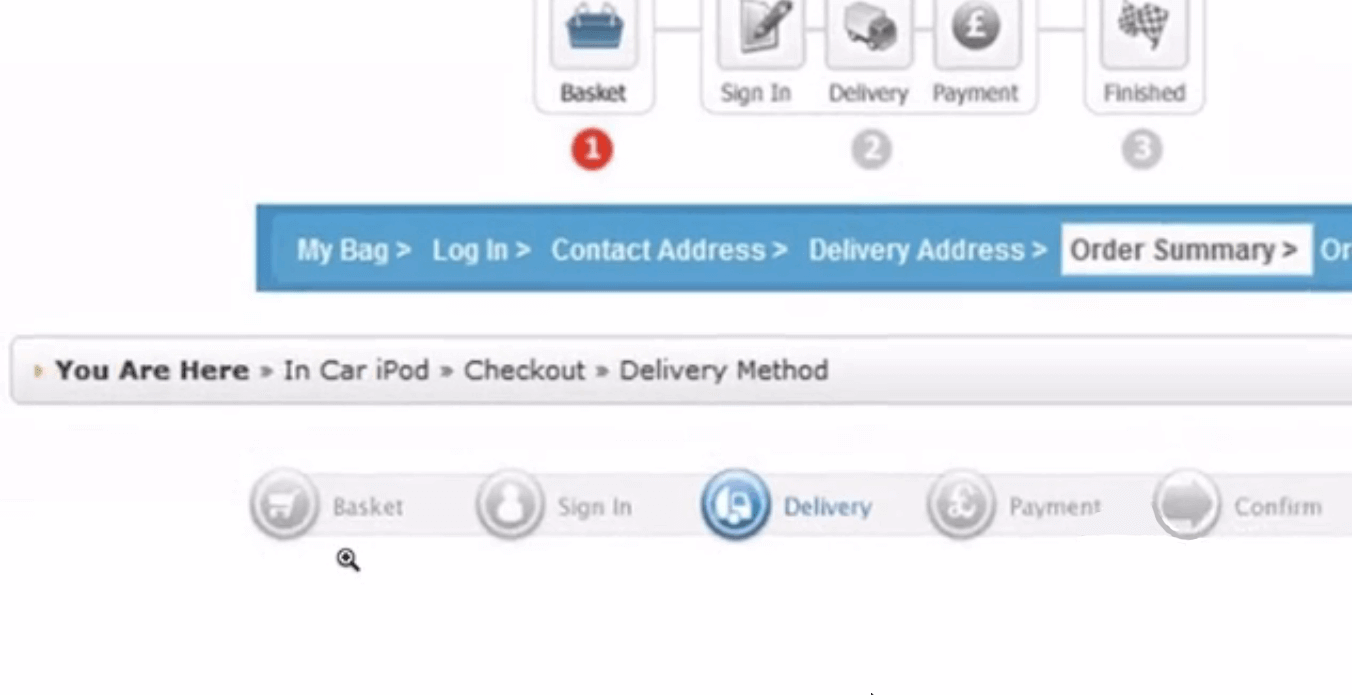 Basket Sign In Delivery Payment Finished
1 2 3
My Bag > Log In > Contact Address > Delivery Address > Order Summary > Or
You Are Here » In Car iPod » Checkout » Delivery Method
Basket Sign In Delivery Payment Confirm